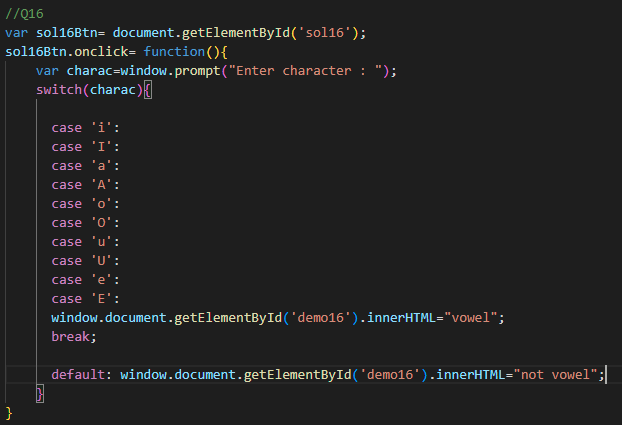 //Q16
var sol16Btn= document.getElementById('sol16');
sol16Btn.onclick= function(){
    var charac=window.prompt("Enter character : ");
    switch(charac){

      case 'i':
      case 'I':
      case 'a':
      case 'A':
      case 'o':
      case 'O':
      case 'u':
      case 'U':
      case 'e':
      case 'E':
      window.document.getElementById('demo16').innerHTML="vowel";
      break;

      default: window.document.getElementById('demo16').innerHTML="not vowel";
    }
}